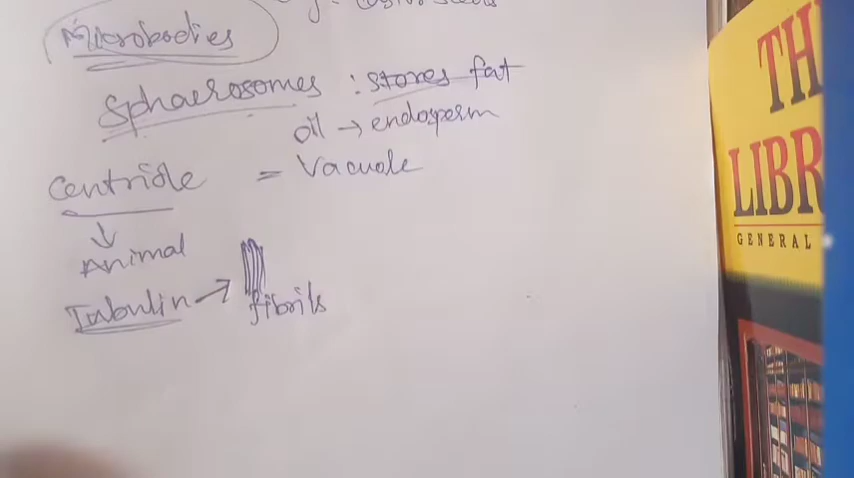 Microbodies
Sphaerosomes : stores fat
oil → endosperm
Centriole = Vacuole
↓
Animal
Tubulin →
fibrils
TH
LIBR
GENERAL